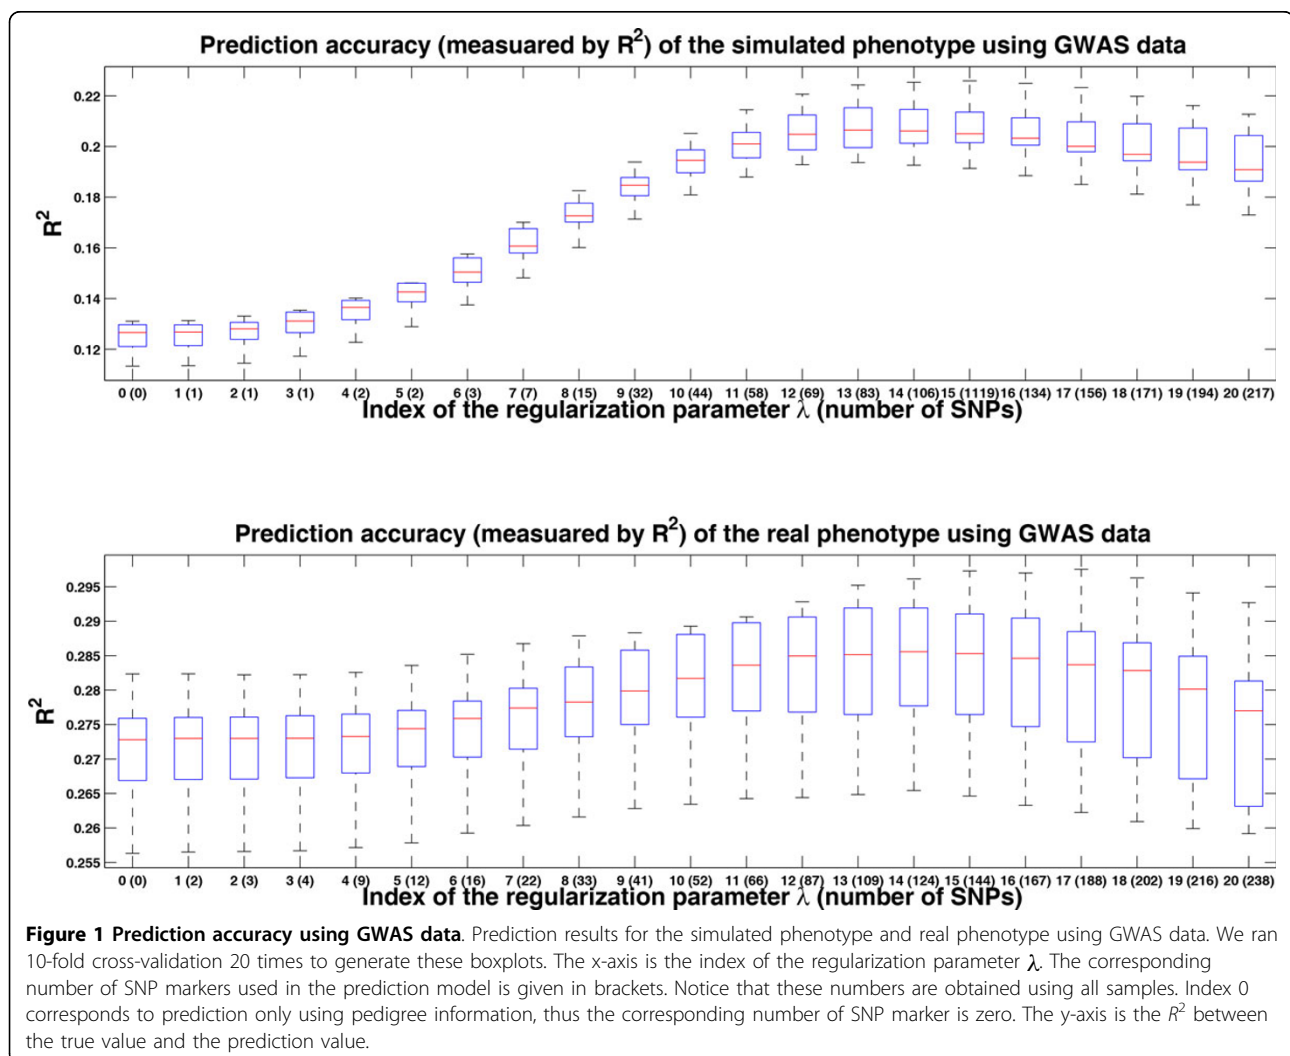 Prediction accuracy (measuared by R2) of the simulated phenotype using GWAS data
0.22
0.2
0.18
0.16
0.14
0.12
R2
0 (0) 1 (1) 2 (1) 3 (1) 4 (2) 5 (2) 6 (3) 7 (7) 8 (15) 9 (32) 10 (44) 11 (58) 12 (69) 13 (83) 14 (106) 15 (1119) 16 (134) 17 (156) 18 (171) 19 (194) 20 (217)
Index of the regularization parameter λ (number of SNPs)
Prediction accuracy (measuared by R2) of the real phenotype using GWAS data
0.295
0.29
0.285
0.28
0.275
0.27
0.265
0.26
0.255
R2
0 (0) 1 (2) 2 (3) 3 (4) 4 (9) 5 (12) 6 (16) 7 (22) 8 (33) 9 (41) 10 (52) 11 (66) 12 (87) 13 (109) 14 (124) 15 (144) 16 (167) 17 (188) 18 (202) 19 (216) 20 (238)
Index of the regularization parameter λ (number of SNPs)
Figure 1 Prediction accuracy using GWAS data. Prediction results for the simulated phenotype and real phenotype using GWAS data. We ran
10-fold cross-validation 20 times to generate these boxplots. The x-axis is the index of the regularization parameter λ. The corresponding
number of SNP markers used in the prediction model is given in brackets. Notice that these numbers are obtained using all samples. Index 0
corresponds to prediction only using pedigree information, thus the corresponding number of SNP marker is zero. The y-axis is the R2 between
the true value and the prediction value.